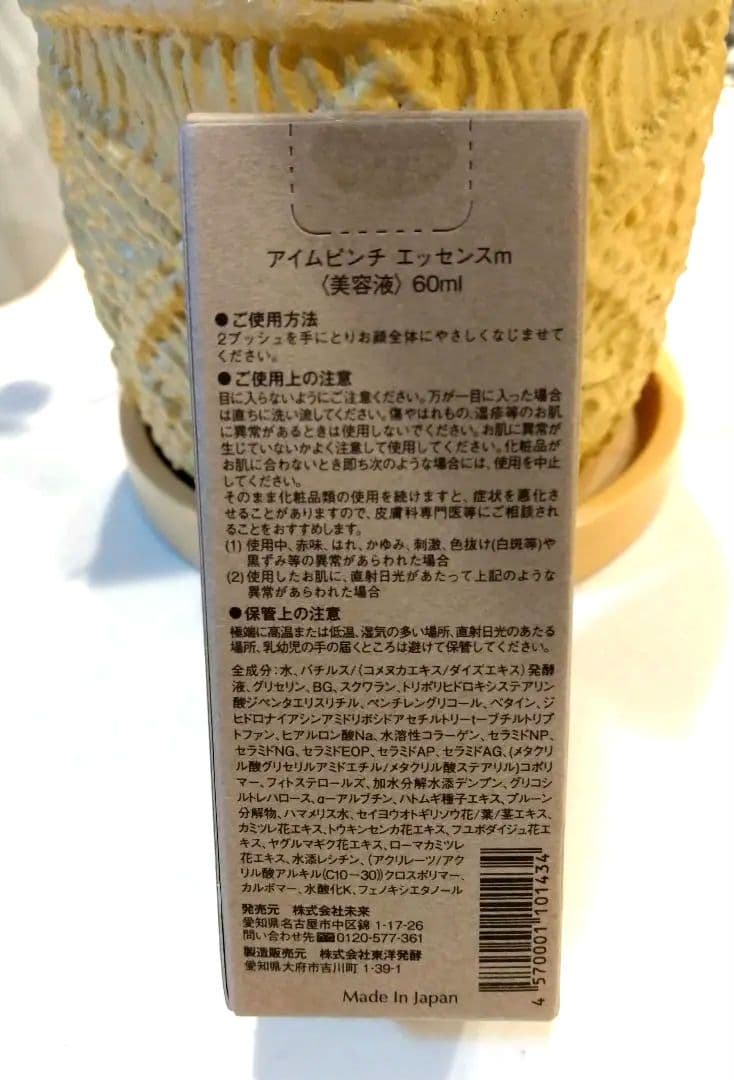 アイムピンチ エッセンスm
〈美容液〉60ml
●ご使用方法
2プッシュを手にとりお顔全体にやさしくなじませて
ください。
●ご使用上の注意
目に入らないようにご注意ください。万が一目に入った場合
は直ちに洗い流してください。傷やはれもの、湿疹等のお肌
に異常があるときは使用しないでください。お肌に異常が
生じていないかよく注意して使用してください。化粧品が
お肌に合わないとき即ち次のような場合には、使用を中止
してください。
そのまま化粧品類の使用を続けますと、症状を悪化さ
せることがありますので、皮膚科専門医等にご相談され
ることをおすすめします。
(1) 使用中、赤味、はれ、かゆみ、刺激、色抜け(白斑等)や
黒ずみ等の異常があらわれた場合
(2) 使用したお肌に、直射日光があたって上記のような
異常があらわれた場合
●保管上の注意
極端に高温または低温、湿気の多い場所、直射日光のあたる
場所、乳幼児の手の届くところは避けて保管してください。
全成分：水、バチルス/（コメヌカエキス/ダイズエキス）発酵
液、グリセリン、BG、スクワラン、トリポリヒドロキシステアリン
酸ジペンタエリスリチル、ペンチレングリコール、ベタイン、ジ
ヒドロナイアシンアミドリボシドアセチルトリーtーブチルトリプ
トファン、ヒアルロン酸Na、水溶性コラーゲン、セラミドNP、
セラミドNG、セラミドEOP、セラミドAP、セラミドAG、(メタクリ
ル酸グリセリルアミドエチル/メタクリル酸ステアリル)コポリ
マー、フィトステロールズ、加水分解水添デンプン、グリコシ
ルトレハロース、α－アルブチン、ハトムギ種子エキス、プルーン
分解物、ハマメリス水、セイヨウオトギリソウ花/葉/茎エキス、
カミツレ花エキス、トウキンセンカ花エキス、フユボダイジュ花エ
キス、ヤグルマギク花エキス、ローマカミツレ
花エキス、水添レシチン、（アクリレーツ/アク
リル酸アルキル(C10－30)）クロスポリマー、
カルボマー、水酸化K、フェノキシエタノール
発売元 株式会社未来
愛知県名古屋市中区錦 1-17-26
問い合わせ先 0120-577-361
製造販売元 株式会社東洋発酵
愛知県大府市吉川町 1-39-1
Made In Japan
4 570001 101434